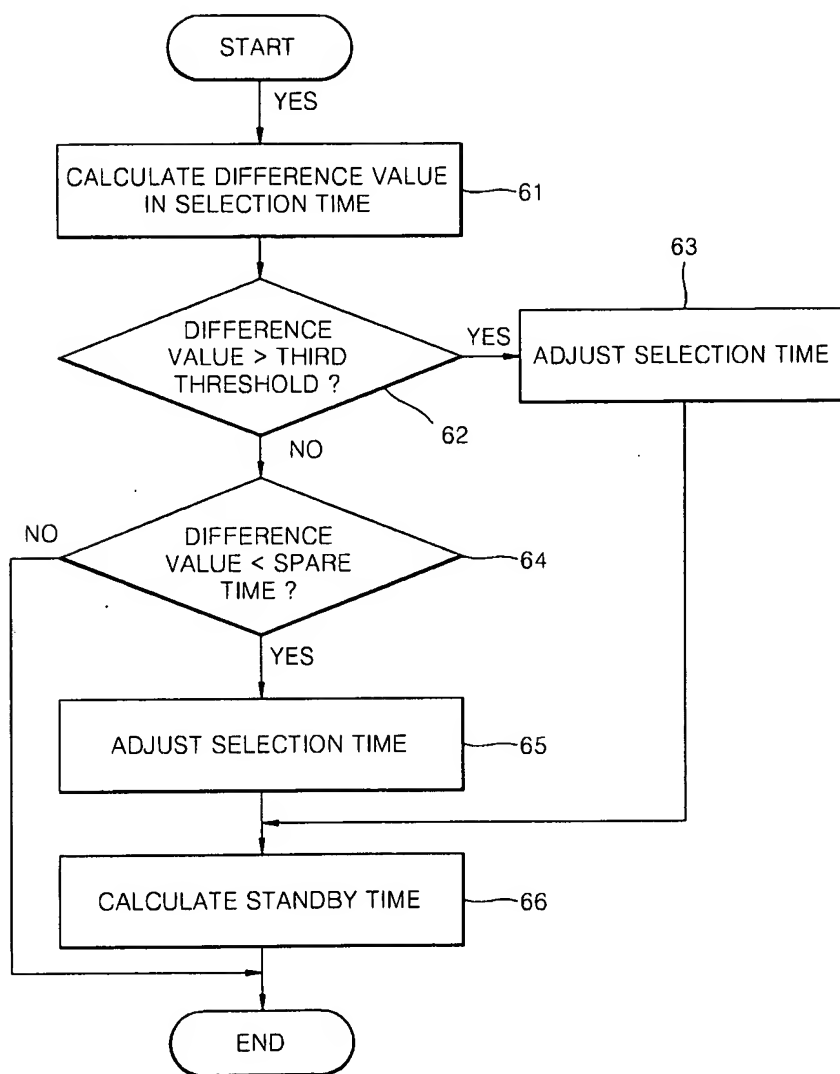 START
YES
CALCULATE DIFFERENCE VALUE
IN SELECTION TIME
61
DIFFERENCE
VALUE > THIRD
THRESHOLD ?
62
YES
63
ADJUST SELECTION TIME
NO
DIFFERENCE
VALUE < SPARE
TIME ?
64
NO
YES
ADJUST SELECTION TIME
65
CALCULATE STANDBY TIME
66
END